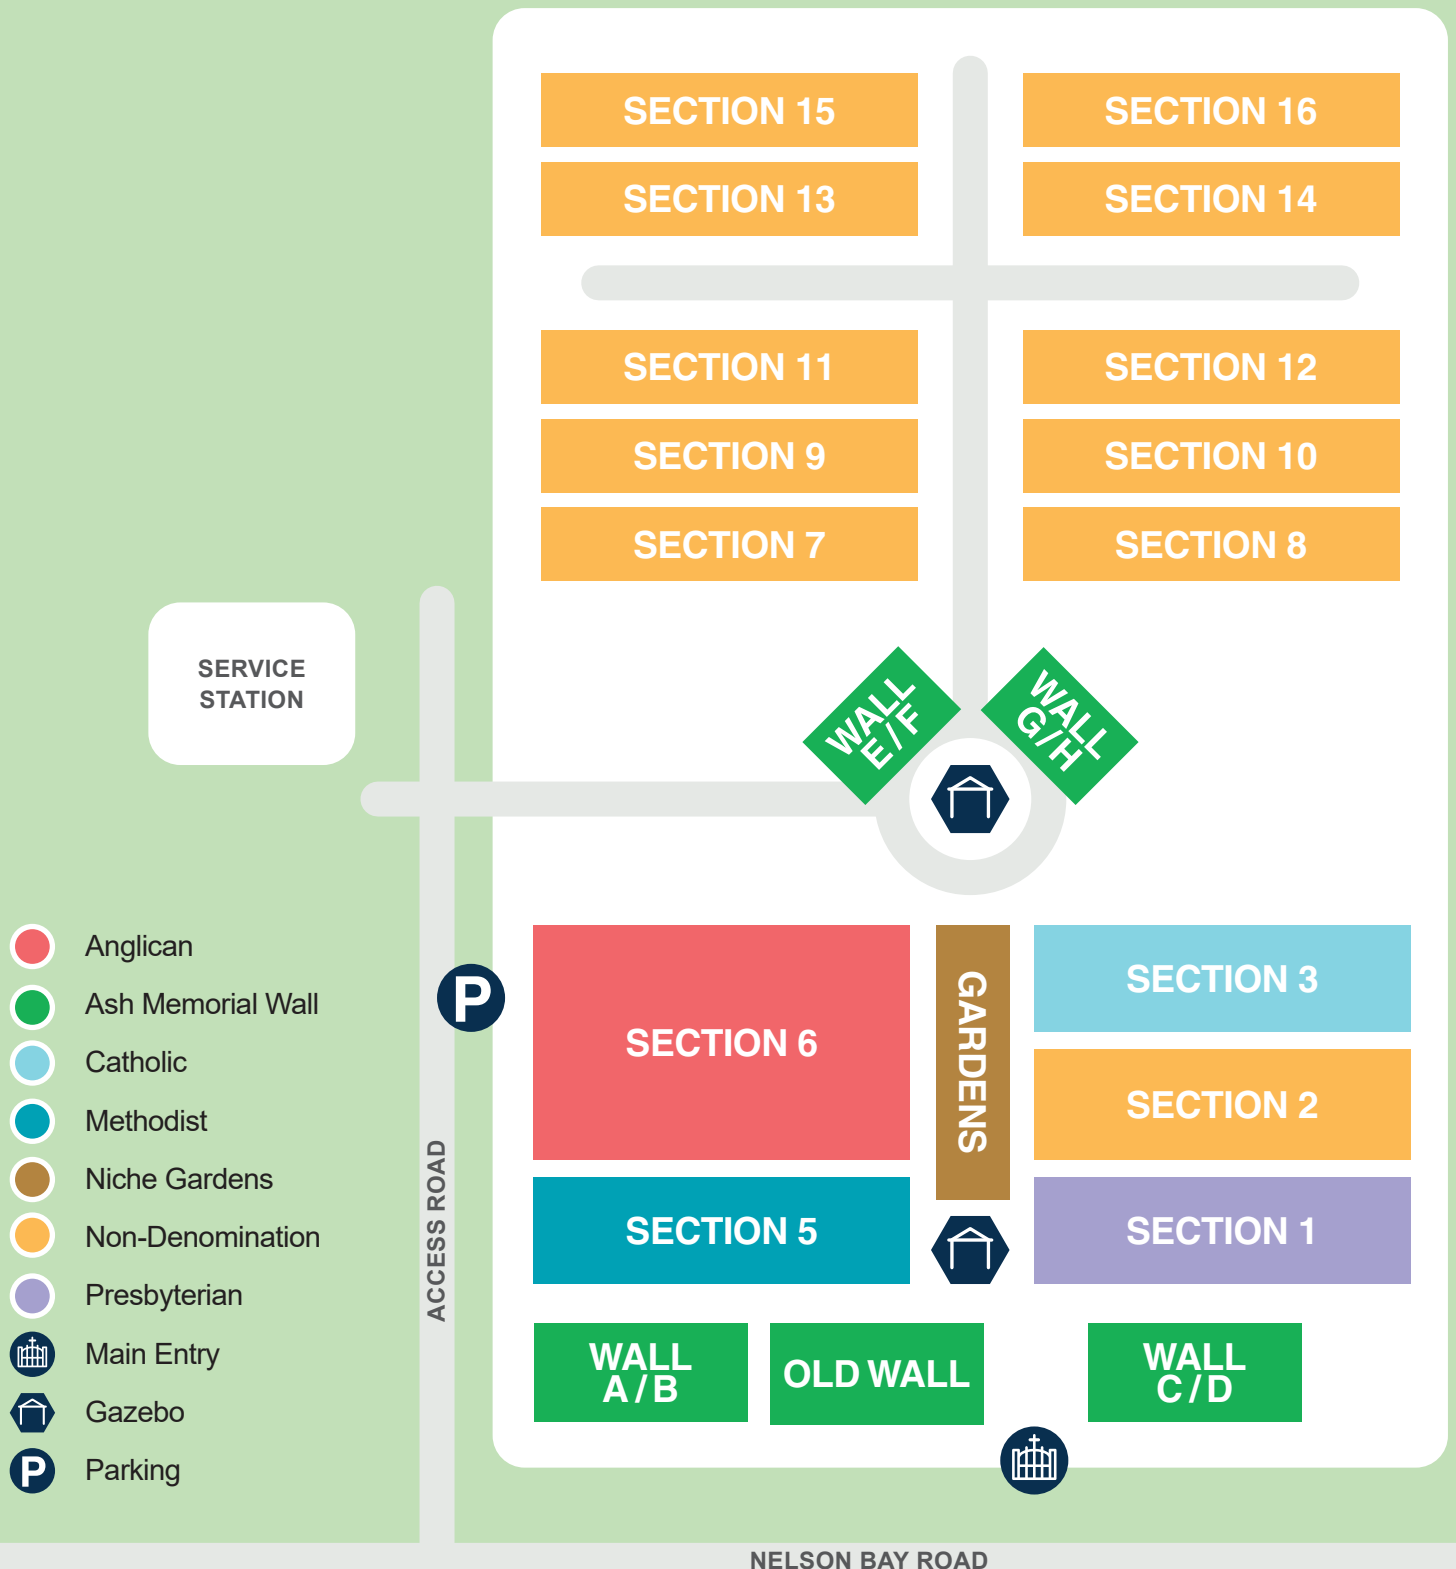 SECTION 15
SECTION 16
SECTION 13
SECTION 14
SECTION 11
SECTION 12
SECTION 9
SECTION 10
SECTION 7
SECTION 8
SERVICE
STATION
WALL
E/F
WALL
G/H
Anglican
Ash Memorial Wall
Catholic
Methodist
Niche Gardens
Non-Denomination
Presbyterian
Main Entry
Gazebo
P
Parking
P
ACCESS ROAD
SECTION 6
GARDENS
SECTION 3
SECTION 2
SECTION 5
SECTION 1
WALL
A/B
OLD WALL
WALL
C/D
NELSON BAY ROAD